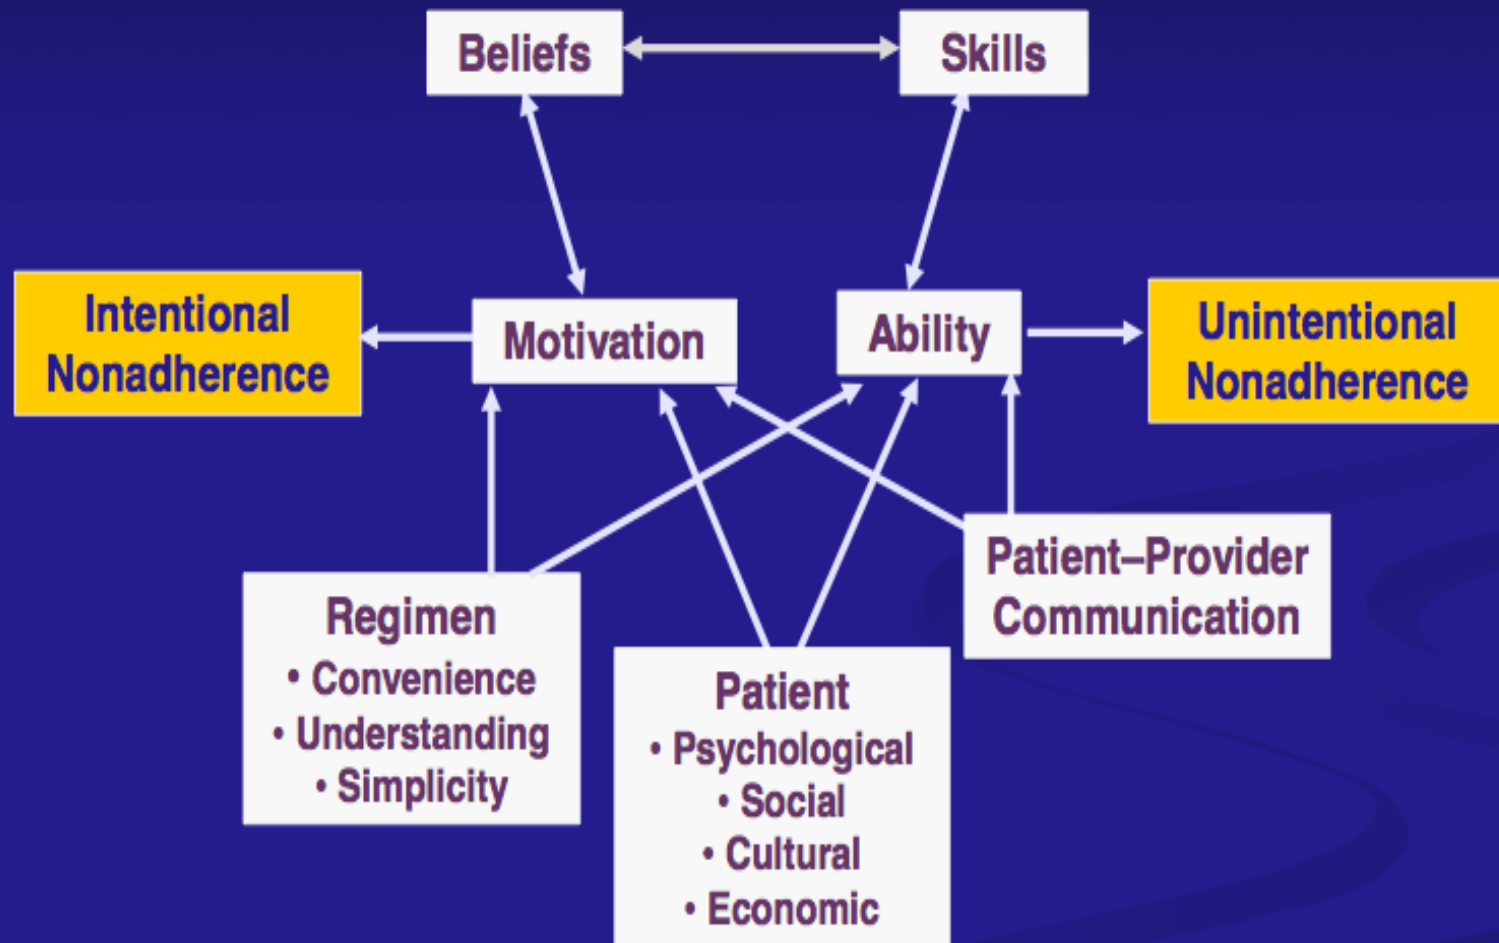 Beliefs
Skills
Intentional
Nonadherence
Motivation
Ability
Unintentional
Nonadherence
Regimen
• Convenience
• Understanding
• Simplicity
Patient
• Psychological
• Social
• Cultural
• Economic
Patient–Provider
Communication